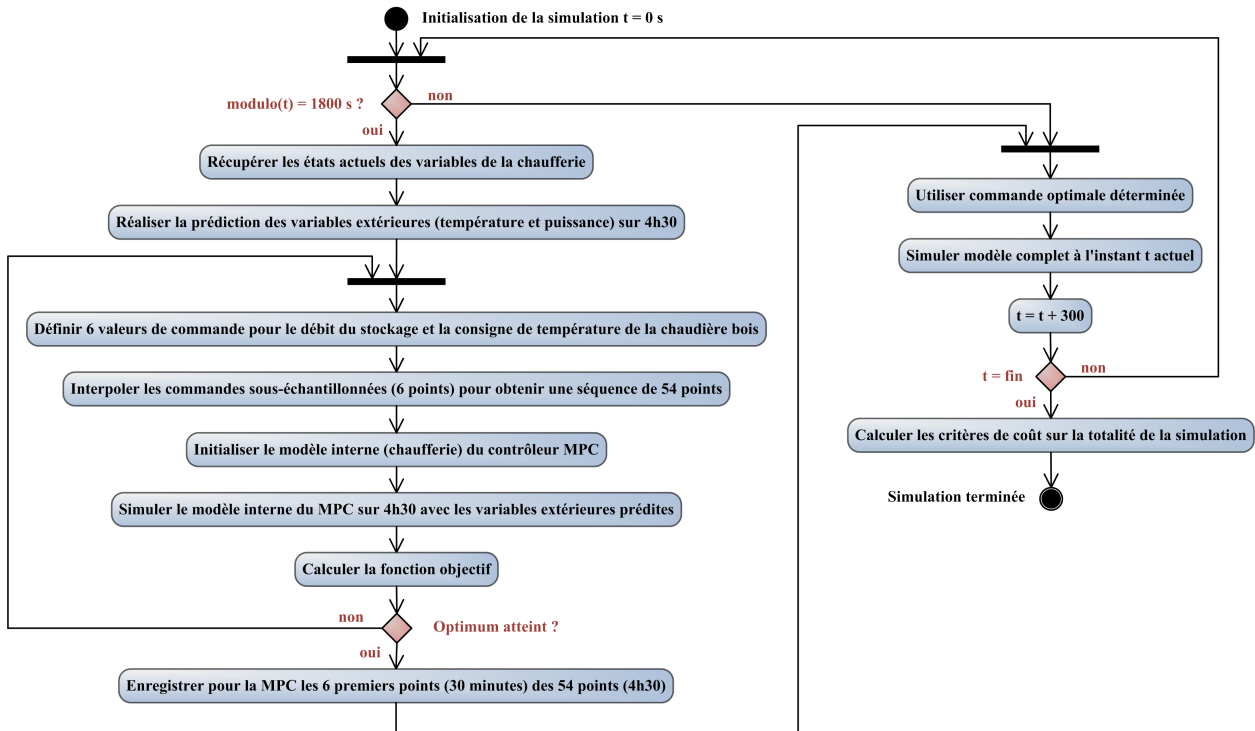 Initialisation de la simulation t = 0 s
modulo(t) = 1800 s ?
non
oui
Récupérer les états actuels des variables de la chaufferie
Réaliser la prédiction des variables extérieures (température et puissance) sur 4h30
Définir 6 valeurs de commande pour le débit du stockage et la consigne de température de la chaudière bois
Interpoler les commandes sous-échantillonnées (6 points) pour obtenir une séquence de 54 points
Initialiser le modèle interne (chaufferie) du contrôleur MPC
Simuler le modèle interne du MPC sur 4h30 avec les variables extérieures prédites
Calculer la fonction objectif
non
Optimum atteint ?
oui
Enregistrer pour la MPC les 6 premiers points (30 minutes) des 54 points (4h30)
Utiliser commande optimale déterminée
Simuler modèle complet à l'instant t actuel
t = t + 300
t = fin
non
oui
Calculer les critères de coût sur la totalité de la simulation
Simulation terminée